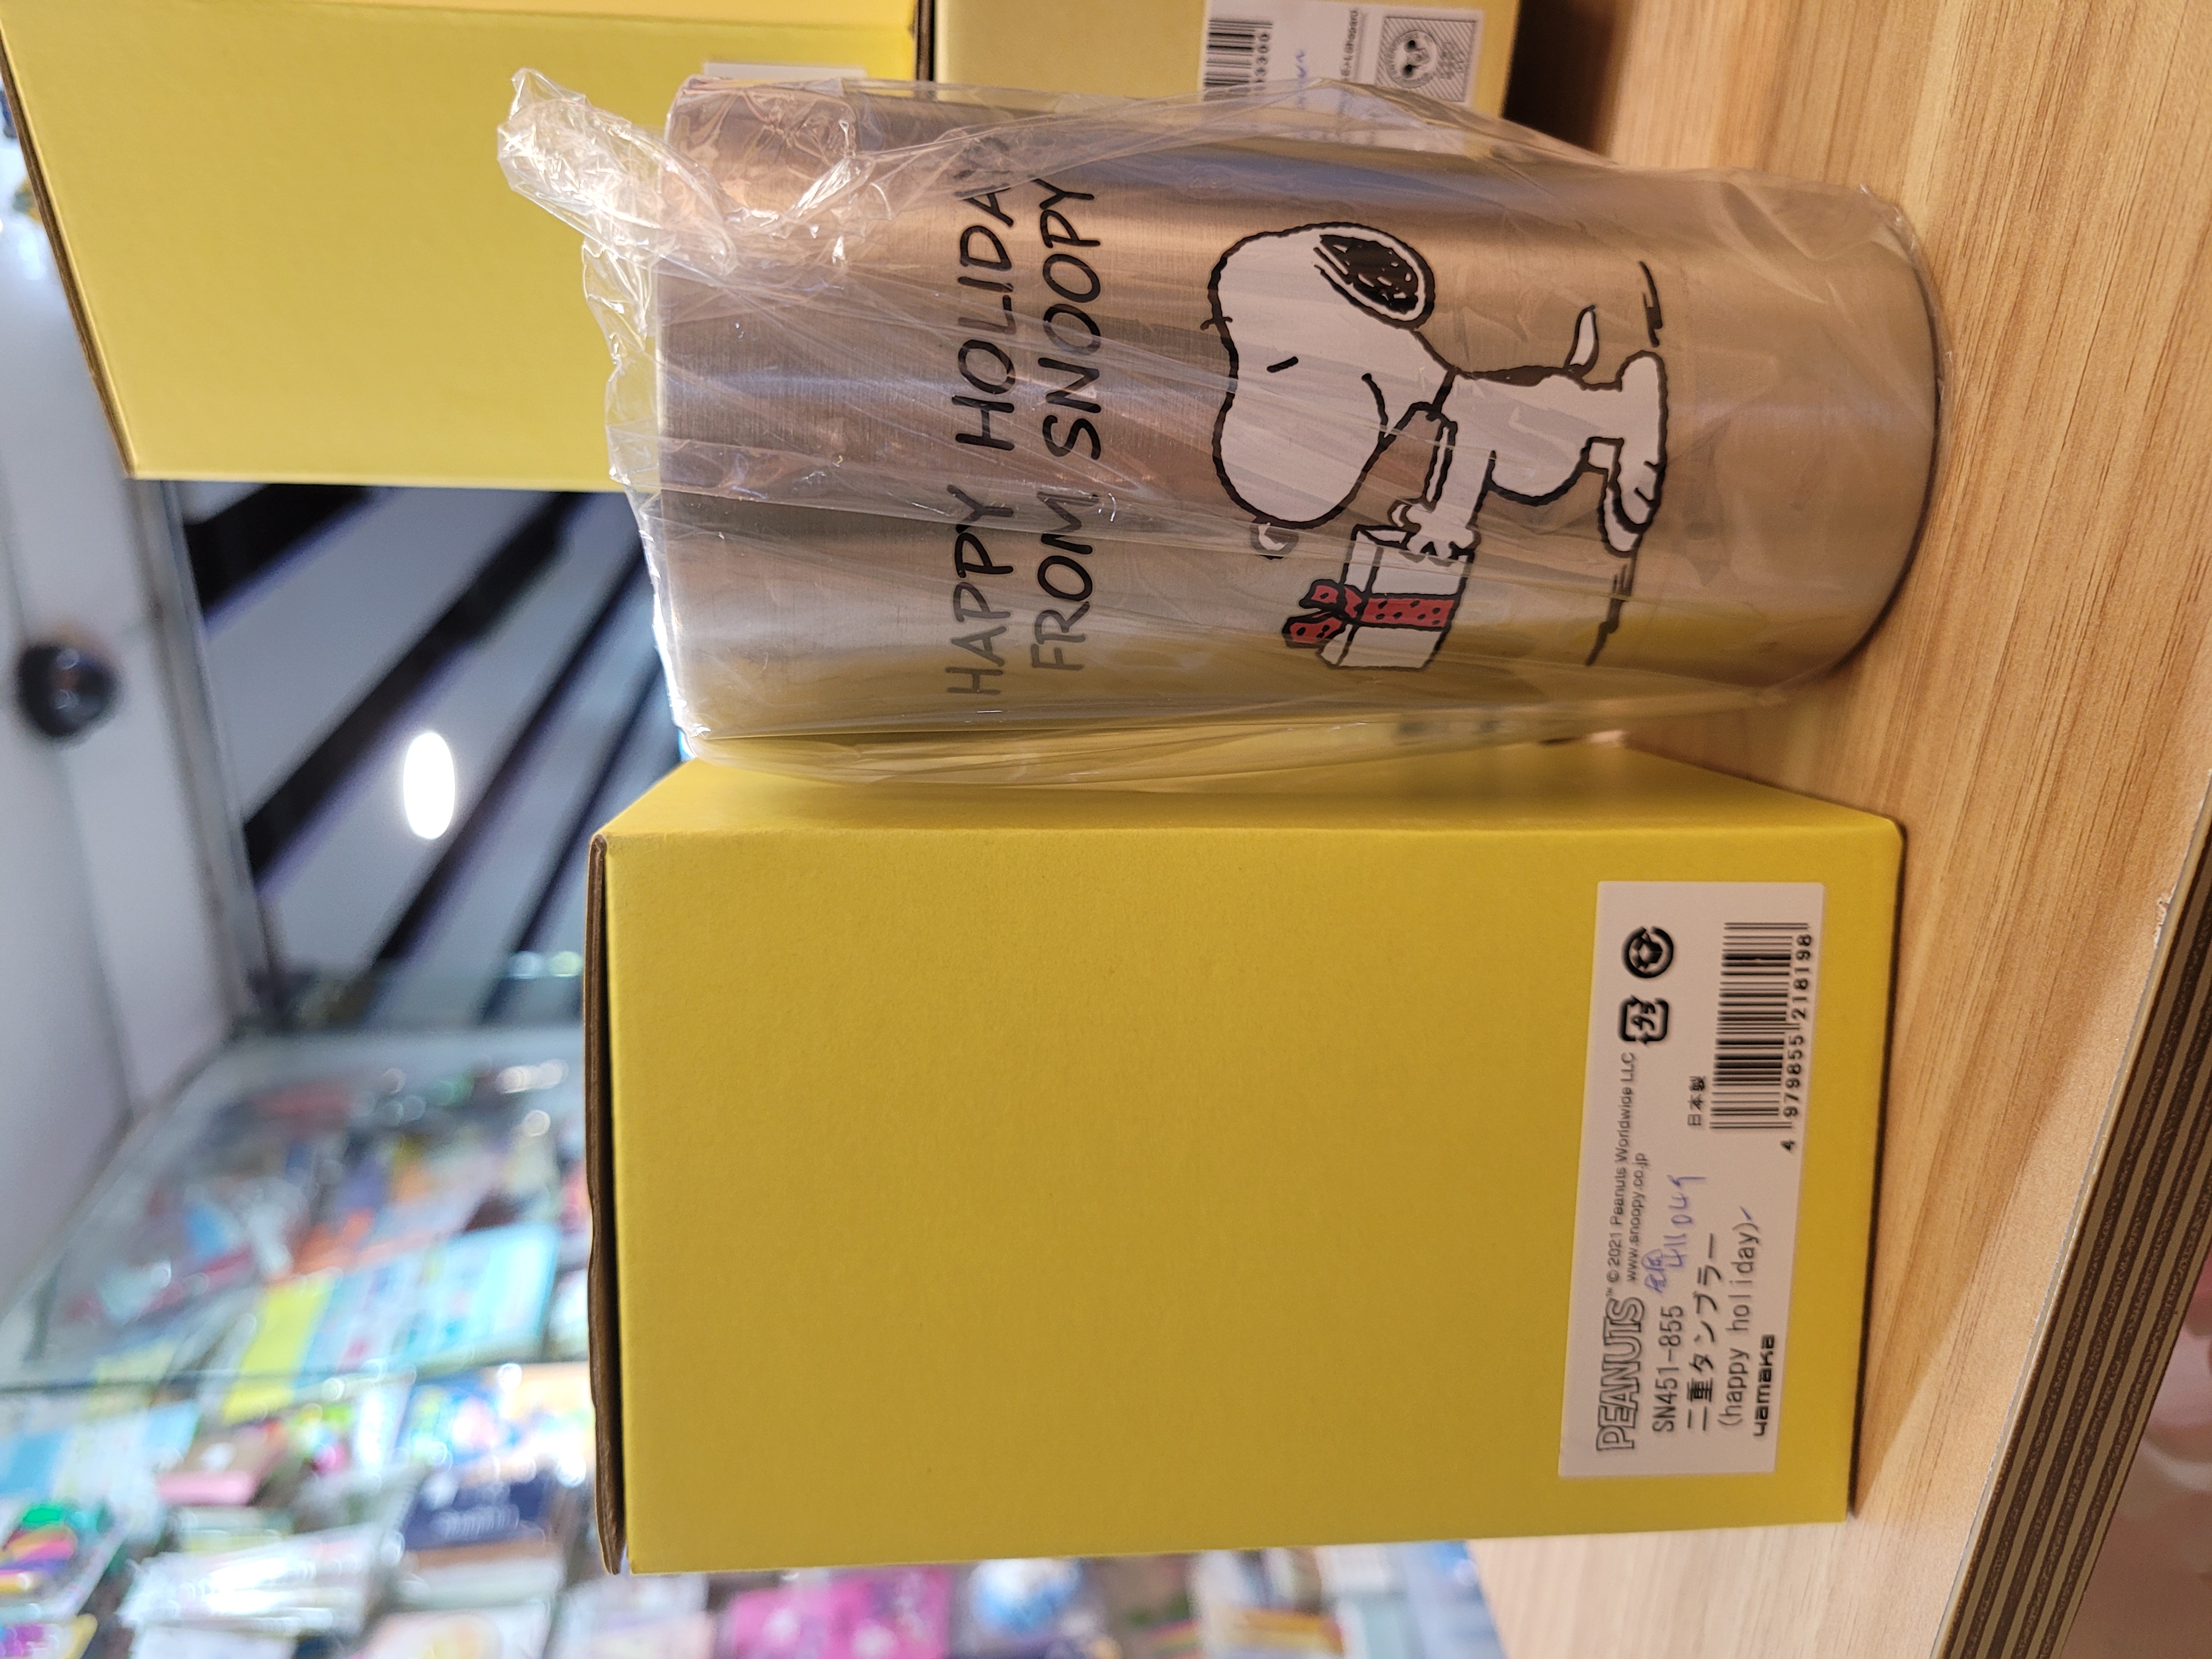 HAPPY HOLIDAY
FROM SNOOPY
PEANUTS™ © 2021 Peanuts Worldwide LLC
www.snoopy.co.jp
SN451-855
二重タンブラー
(happy holiday)
yamaka
日本製
4 979855 218198